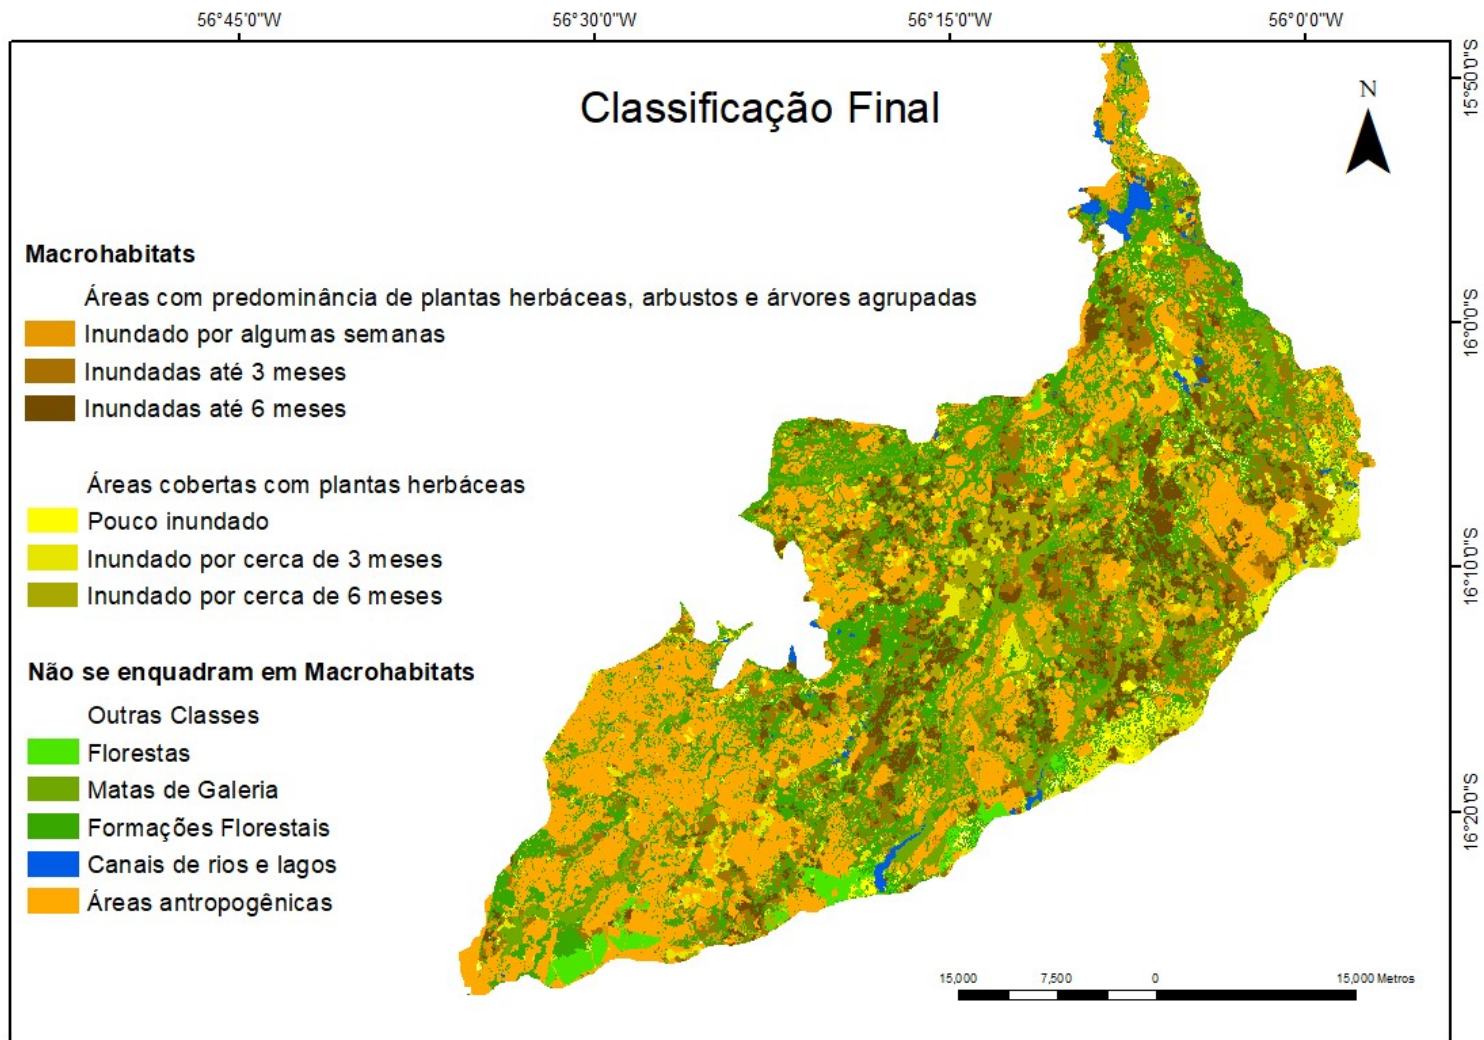 56°45'0"W
56°30'0"W
56°15'0"W
56°0'0"W
15°50'0"S
Classificação Final
N
Macrohabitats
Áreas com predominância de plantas herbáceas, arbustos e árvores agrupadas
Inundado por algumas semanas
16°0'0"S
Inundadas até 3 meses
Inundadas até 6 meses
Áreas cobertas com plantas herbáceas
Pouco inundado
Inundado por cerca de 3 meses
16°10'0"S
Inundado por cerca de 6 meses
Não se enquadram em Macrohabitats
Outras Classes
Florestas
Matas de Galeria
16°20'0"S
Formações Florestais
Canais de rios e lagos
Áreas antropogênicas
15,000 7,500 0 15,000 Metros